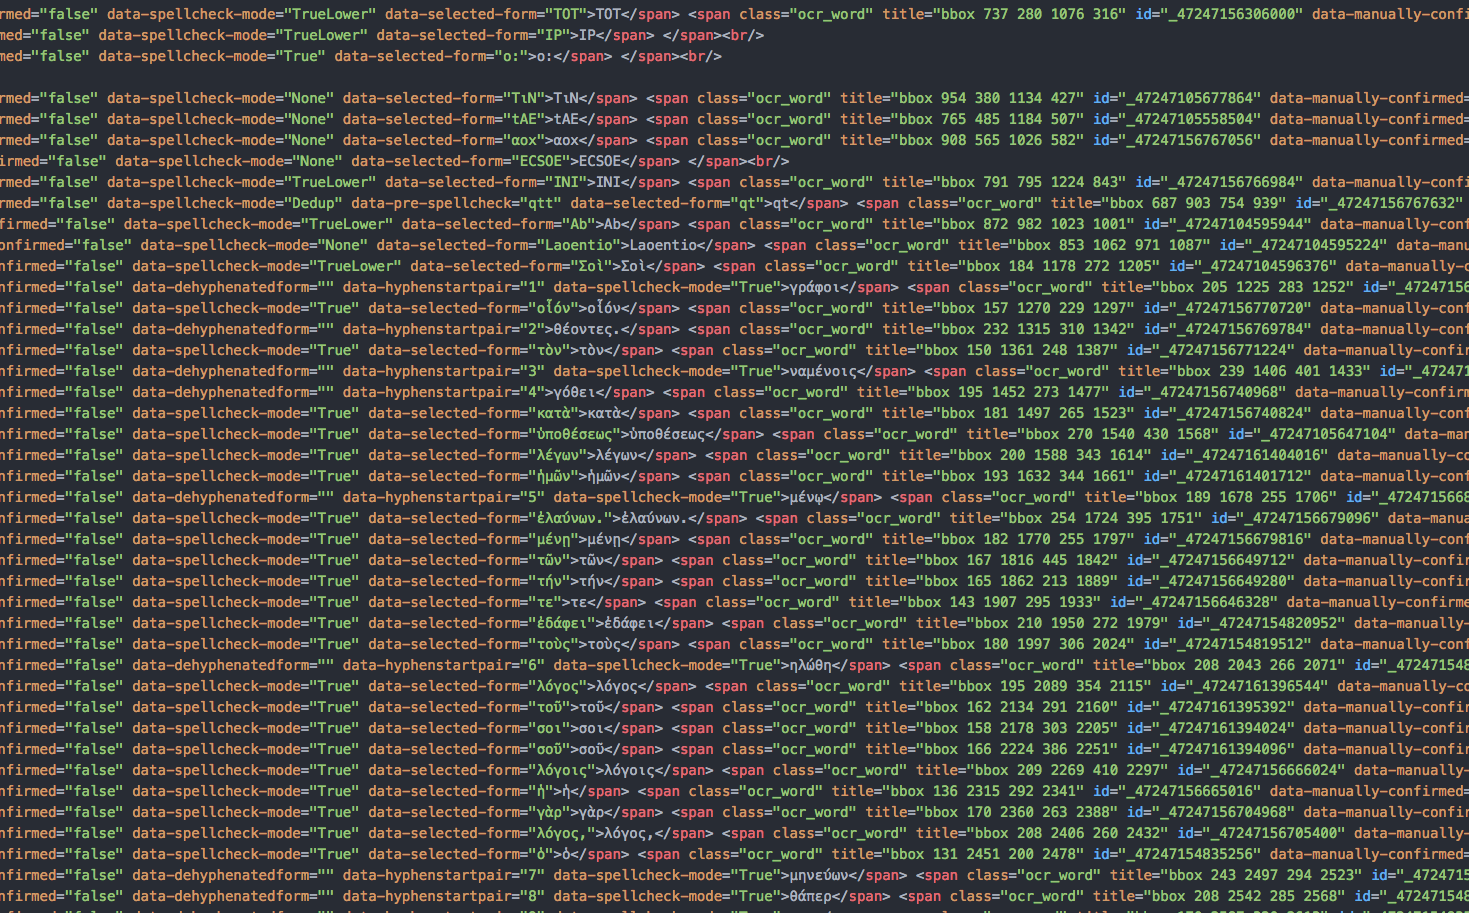 rmed="false" data-spellcheck-mode="TrueLower" data-selected-form="TOT">TOT</span> <span class="ocr_word" title="bbox 737 280 1076 316" id="_47247156306000" data-manually-confi
med="false" data-spellcheck-mode="TrueLower" data-selected-form="IP">IP</span> </span><br/>
med="false" data-spellcheck-mode="True" data-selected-form="o:">o:</span> </span><br/>
rmed="false" data-spellcheck-mode="None" data-selected-form="TιN">TιN</span> <span class="ocr_word" title="bbox 954 380 1134 427" id="_47247105677864" data-manually-confirmed=
rmed="false" data-spellcheck-mode="None" data-selected-form="tAE">tAE</span> <span class="ocr_word" title="bbox 765 485 1184 507" id="_47247105558504" data-manually-confirmed=
rmed="false" data-spellcheck-mode="None" data-selected-form="αοχ">αοχ</span> <span class="ocr_word" title="bbox 908 565 1026 582" id="_47247156767056" data-manually-confirmed=
irmed="false" data-spellcheck-mode="None" data-selected-form="ECSOE">ECSOE</span> </span><br/>
rmed="false" data-spellcheck-mode="TrueLower" data-selected-form="INI">INI</span> <span class="ocr_word" title="bbox 791 795 1224 843" id="_47247156766984" data-manually-confi
rmed="false" data-spellcheck-mode="Dedup" data-pre-spellcheck="qtt" data-selected-form="qt">qt</span> <span class="ocr_word" title="bbox 687 903 754 939" id="_47247156767632"
firmed="false" data-spellcheck-mode="TrueLower" data-selected-form="Ab">Ab</span> <span class="ocr_word" title="bbox 872 982 1023 1001" id="_47247104595944" data-manually-conf
onfirmed="false" data-spellcheck-mode="None" data-selected-form="Laoentio">Laoentio</span> <span class="ocr_word" title="bbox 853 1062 971 1087" id="_47247104595224" data-manu
nfirmed="false" data-spellcheck-mode="TrueLower" data-selected-form="Σοὶ">Σοὶ</span> <span class="ocr_word" title="bbox 184 1178 272 1205" id="_47247104596376" data-manually-c
nfirmed="false" data-dehyphenatedform="" data-hyphenstartpair="1" data-spellcheck-mode="True">γράφοι</span> <span class="ocr_word" title="bbox 205 1225 283 1252" id="_47247156
nfirmed="false" data-spellcheck-mode="True" data-selected-form="οἷόν">οἷόν</span> <span class="ocr_word" title="bbox 157 1270 229 1297" id="_47247156770720" data-manually-conf
nfirmed="false" data-dehyphenatedform="" data-hyphenstartpair="2">θέοντες.</span> <span class="ocr_word" title="bbox 232 1315 310 1342" id="_47247156769784" data-manually-conf
nfirmed="false" data-spellcheck-mode="True" data-selected-form="τὸν">τὸν</span> <span class="ocr_word" title="bbox 150 1361 248 1387" id="_47247156771224" data-manually-confir
nfirmed="false" data-dehyphenatedform="" data-hyphenstartpair="3" data-spellcheck-mode="True">ναμένοις</span> <span class="ocr_word" title="bbox 239 1406 401 1433" id="_472471
nfirmed="false" data-dehyphenatedform="" data-hyphenstartpair="4">γόθει</span> <span class="ocr_word" title="bbox 195 1452 273 1477" id="_47247156740968" data-manually-confirm
nfirmed="false" data-spellcheck-mode="True" data-selected-form="κατὰ">κατὰ</span> <span class="ocr_word" title="bbox 181 1497 265 1523" id="_47247156740824" data-manually-conf
nfirmed="false" data-spellcheck-mode="True" data-selected-form="ὑποθέσεως">ὑποθέσεως</span> <span class="ocr_word" title="bbox 270 1540 430 1568" id="_47247105647104" data-man
nfirmed="false" data-spellcheck-mode="True" data-selected-form="λέγων">λέγων</span> <span class="ocr_word" title="bbox 200 1588 343 1614" id="_47247161404016" data-manually-co
nfirmed="false" data-spellcheck-mode="True" data-selected-form="ἡμῶν">ἡμῶν</span> <span class="ocr_word" title="bbox 193 1632 344 1661" id="_47247161401712" data-manually-conf
nfirmed="false" data-dehyphenatedform="" data-hyphenstartpair="5" data-spellcheck-mode="True">μένῳ</span> <span class="ocr_word" title="bbox 189 1678 255 1706" id="_4724715668
nfirmed="false" data-spellcheck-mode="True" data-selected-form="ἐλαύνων.">ἐλαύνων.</span> <span class="ocr_word" title="bbox 254 1724 395 1751" id="_47247156679096" data-manua
nfirmed="false" data-spellcheck-mode="True" data-selected-form="μένῃ">μένῃ</span> <span class="ocr_word" title="bbox 182 1770 255 1797" id="_47247156679816" data-manually-conf
nfirmed="false" data-spellcheck-mode="True" data-selected-form="τῶν">τῶν</span> <span class="ocr_word" title="bbox 167 1816 445 1842" id="_47247156649712" data-manually-confir
nfirmed="false" data-spellcheck-mode="True" data-selected-form="τήν">τήν</span> <span class="ocr_word" title="bbox 165 1862 213 1889" id="_47247156649280" data-manually-confir
nfirmed="false" data-spellcheck-mode="True" data-selected-form="τε">τε</span> <span class="ocr_word" title="bbox 143 1907 295 1933" id="_47247156646328" data-manually-confirme
nfirmed="false" data-spellcheck-mode="True" data-selected-form="ἐδάφει">ἐδάφει</span> <span class="ocr_word" title="bbox 210 1950 272 1979" id="_47247154820952" data-manually-
nfirmed="false" data-spellcheck-mode="True" data-selected-form="τοὺς">τοὺς</span> <span class="ocr_word" title="bbox 180 1997 306 2024" id="_47247154819512" data-manually-conf
nfirmed="false" data-dehyphenatedform="" data-hyphenstartpair="6" data-spellcheck-mode="True">ηλώθη</span> <span class="ocr_word" title="bbox 208 2043 266 2071" id="_472471548
nfirmed="false" data-spellcheck-mode="True" data-selected-form="λόγος">λόγος</span> <span class="ocr_word" title="bbox 195 2089 354 2115" id="_47247161396544" data-manually-co
nfirmed="false" data-spellcheck-mode="True" data-selected-form="τοῦ">τοῦ</span> <span class="ocr_word" title="bbox 162 2134 291 2160" id="_47247161395392" data-manually-confir
nfirmed="false" data-spellcheck-mode="True" data-selected-form="σοι">σοι</span> <span class="ocr_word" title="bbox 158 2178 303 2205" id="_47247161394024" data-manually-confir
nfirmed="false" data-spellcheck-mode="True" data-selected-form="σοῦ">σοῦ</span> <span class="ocr_word" title="bbox 166 2224 386 2251" id="_47247161394096" data-manually-confir
nfirmed="false" data-spellcheck-mode="True" data-selected-form="λόγοις">λόγοις</span> <span class="ocr_word" title="bbox 209 2269 410 2297" id="_47247156666024" data-manually-
nfirmed="false" data-spellcheck-mode="True" data-selected-form="ἡ">ἡ</span> <span class="ocr_word" title="bbox 136 2315 292 2341" id="_47247156665016" data-manually-confirmed=
nfirmed="false" data-spellcheck-mode="True" data-selected-form="γὰρ">γὰρ</span> <span class="ocr_word" title="bbox 170 2360 263 2388" id="_47247156704968" data-manually-confir
nfirmed="false" data-spellcheck-mode="True" data-selected-form="λόγος,">λόγος,</span> <span class="ocr_word" title="bbox 208 2406 260 2432" id="_47247156705400" data-manually-
nfirmed="false" data-spellcheck-mode="True" data-selected-form="ὁ">ὁ</span> <span class="ocr_word" title="bbox 131 2451 200 2478" id="_47247154835256" data-manually-confirmed=
nfirmed="false" data-dehyphenatedform="" data-hyphenstartpair="7" data-spellcheck-mode="True">μηνεύων</span> <span class="ocr_word" title="bbox 243 2497 294 2523" id="_4724715
nfirmed="false" data-dehyphenatedform="" data-hyphenstartpair="8" data-spellcheck-mode="True">θάπερ</span> <span class="ocr_word" title="bbox 208 2542 285 2568" id="_472471548